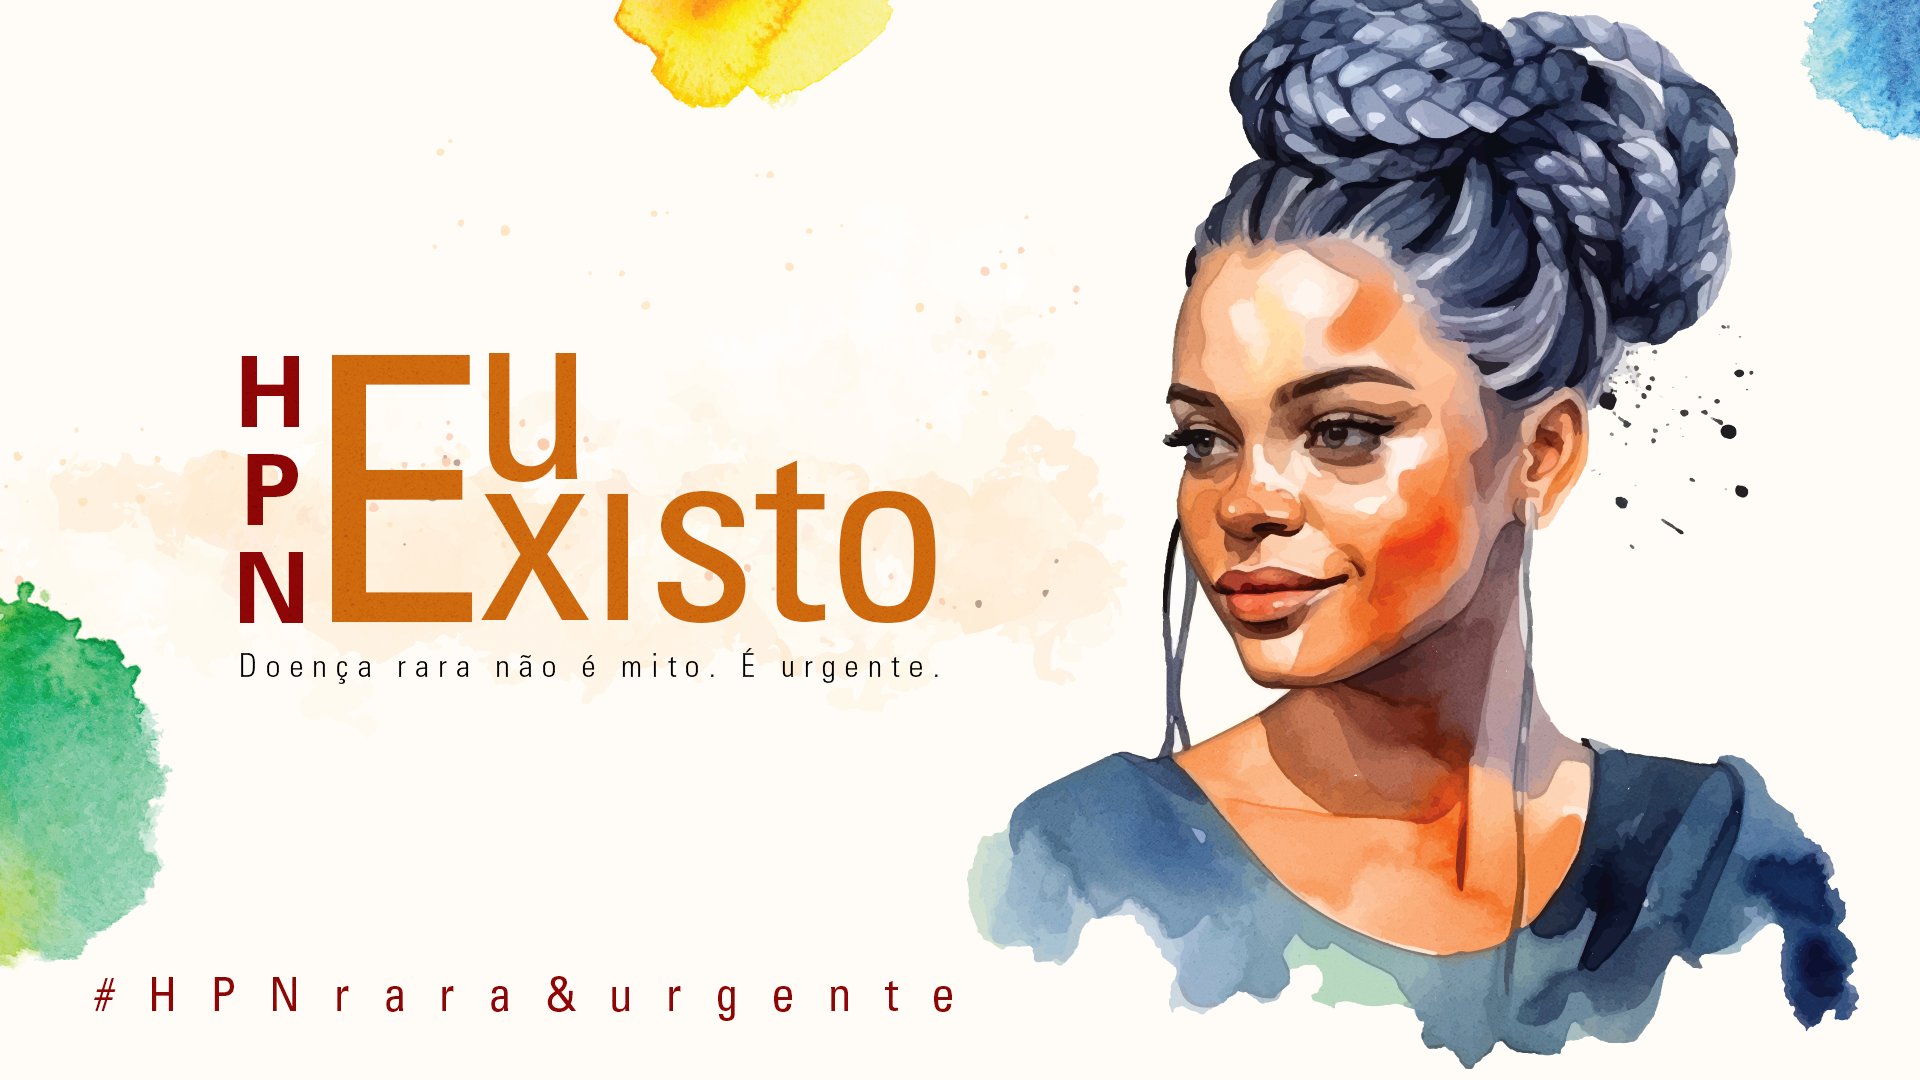 HPN
Eu
Existo
Doença rara não é mito. É urgente.
#HPNrara&urgente